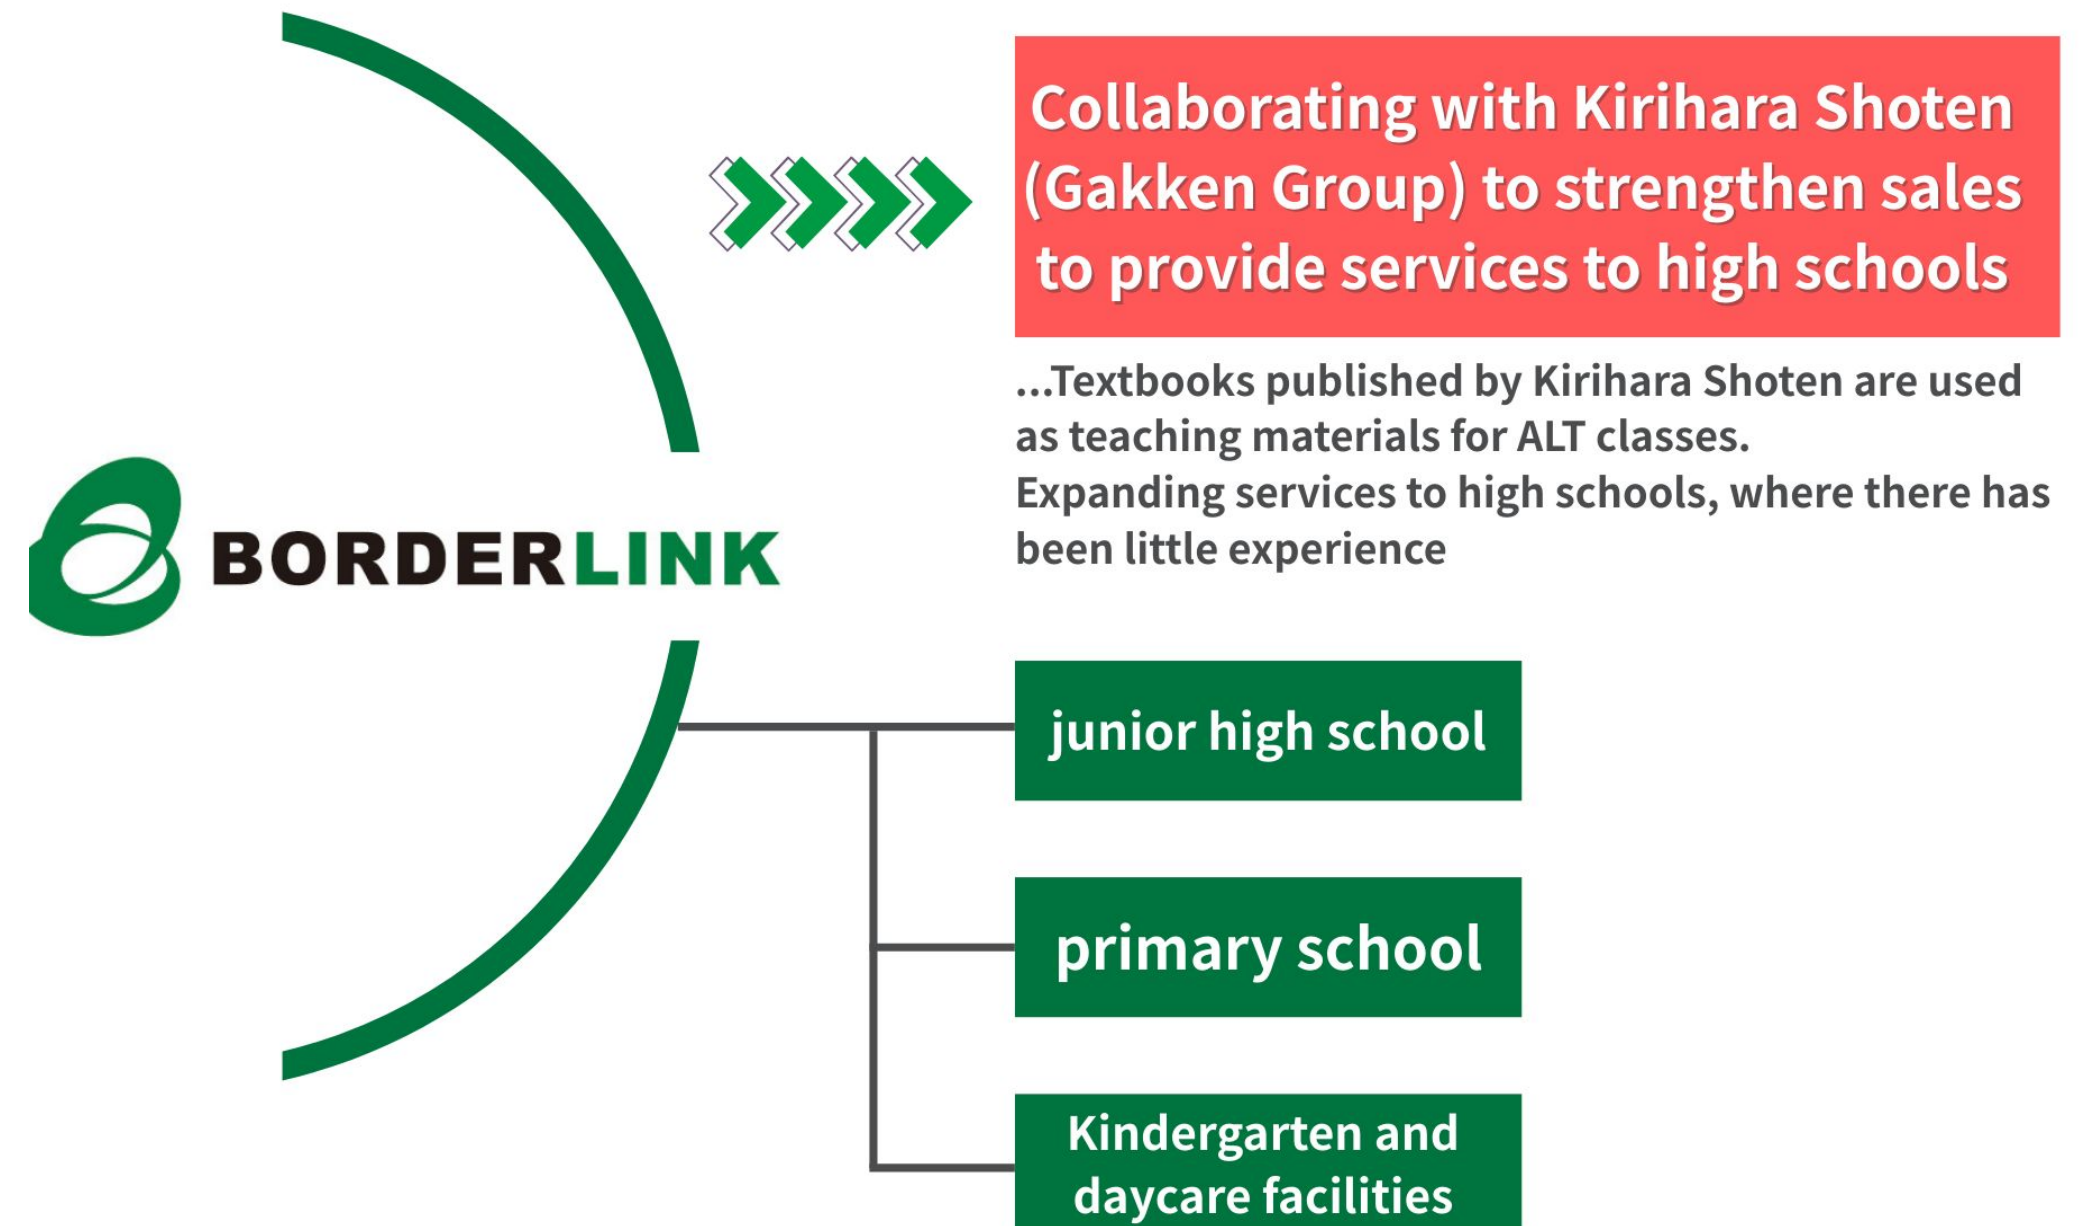 Collaborating with Kirihara Shoten
(Gakken Group) to strengthen sales
to provide services to high schools
...Textbooks published by Kirihara Shoten are used
as teaching materials for ALT classes.
Expanding services to high schools, where there has
been little experience
BORDERLINK
junior high school
primary school
Kindergarten and
daycare facilities